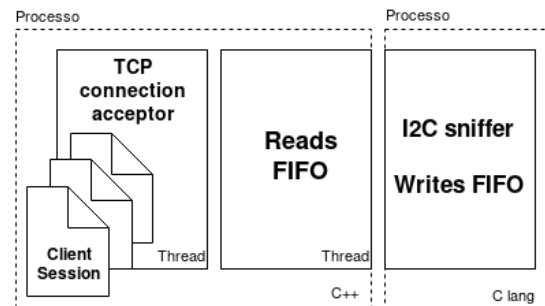 Processo
Processo
TCP
connection
acceptor
Reads
FIFO
I2C sniffer
Writes FIFO
Client
Session
Thread
Thread
C++
C lang